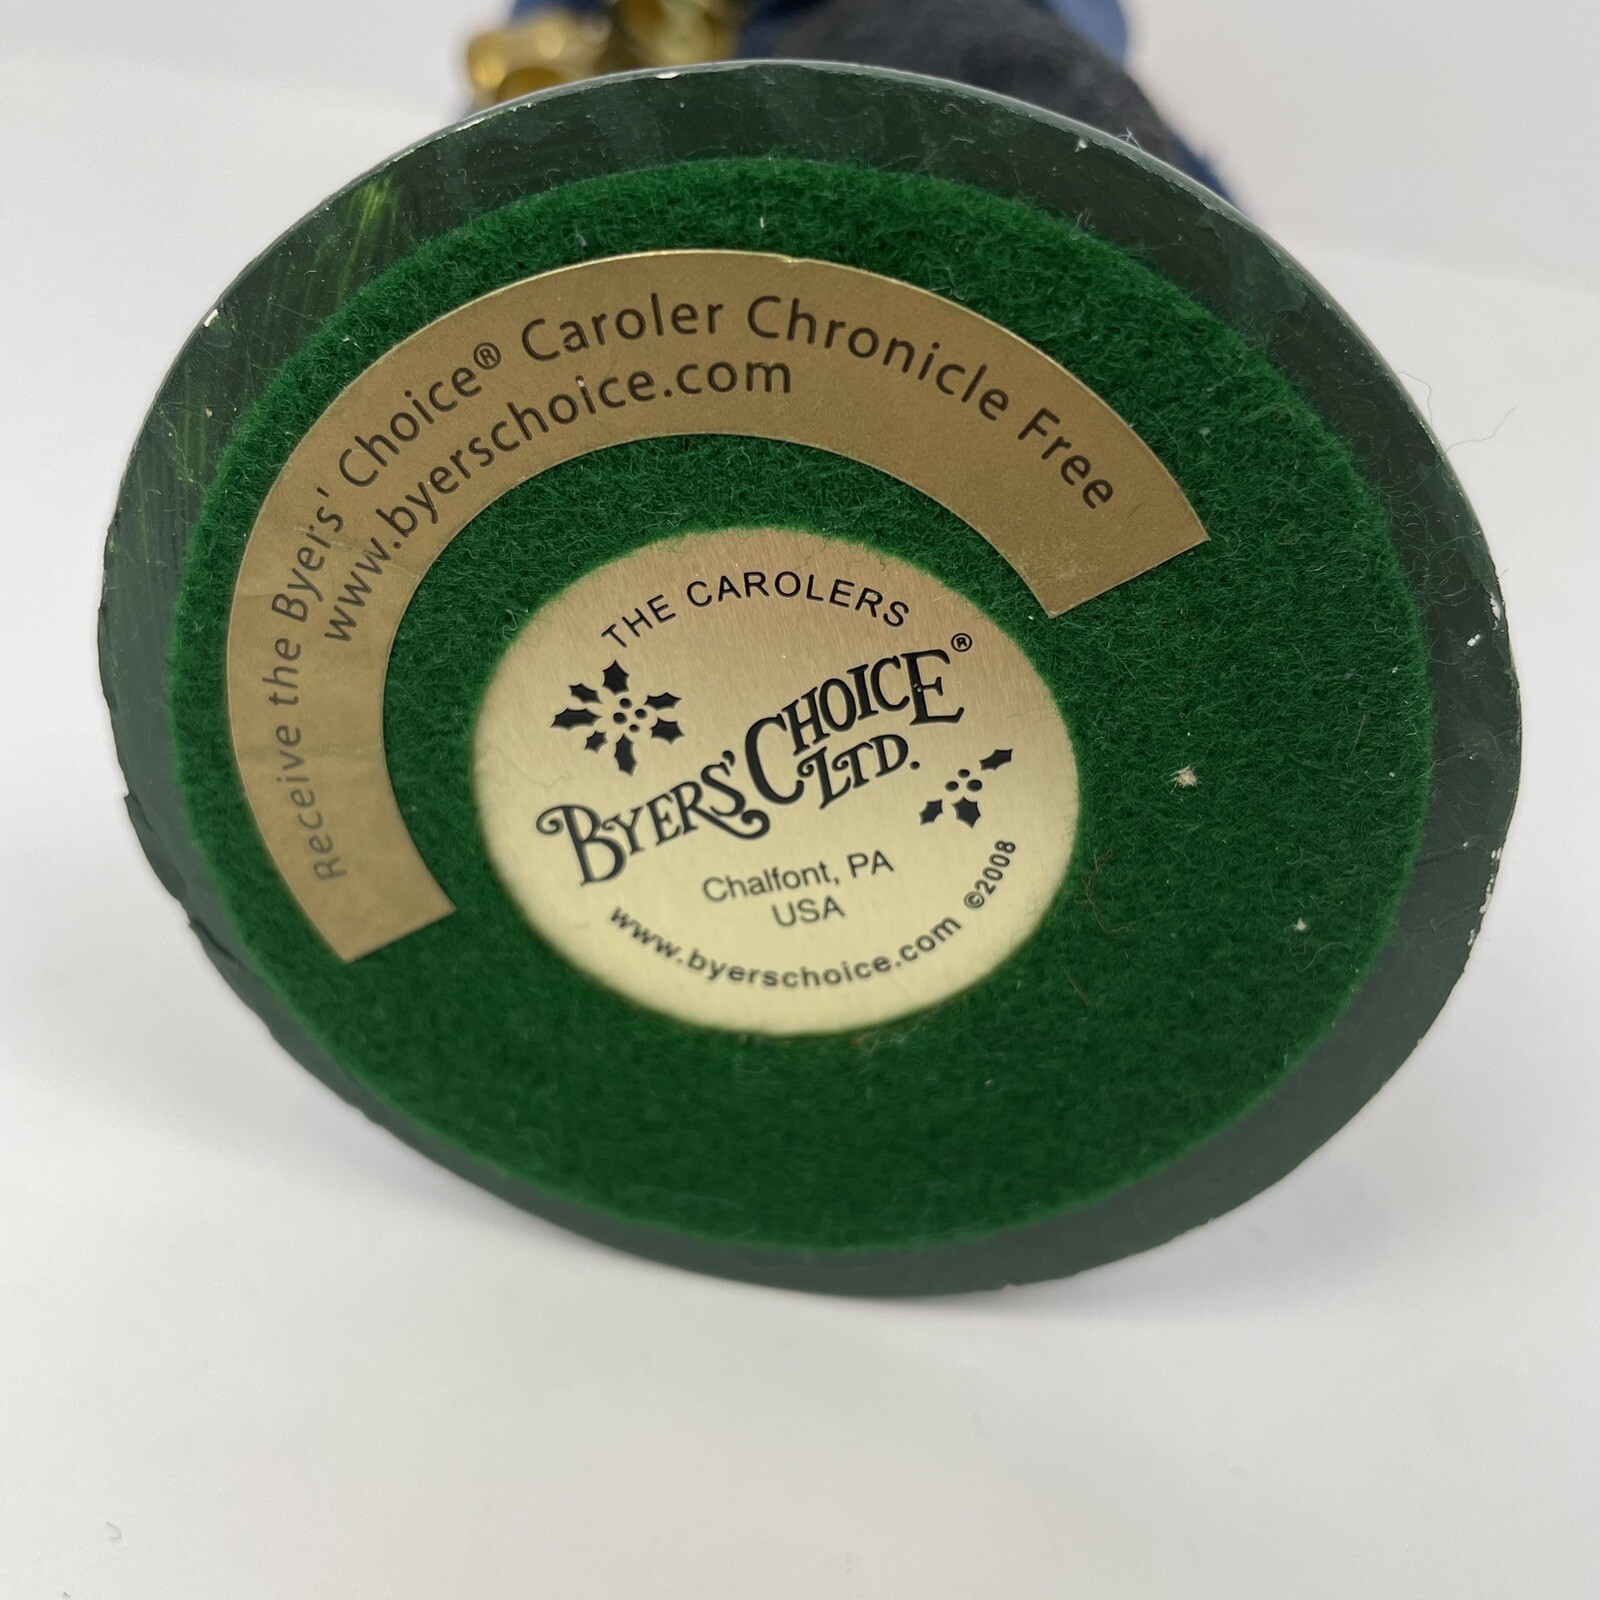 Receive the Byers' Choice® Caroler Chronicle Free
www.byerschoice.com
THE CAROLERS
BYERS' CHOICE®
LTD.
Chalfont, PA
USA
www.byerschoice.com ©2008